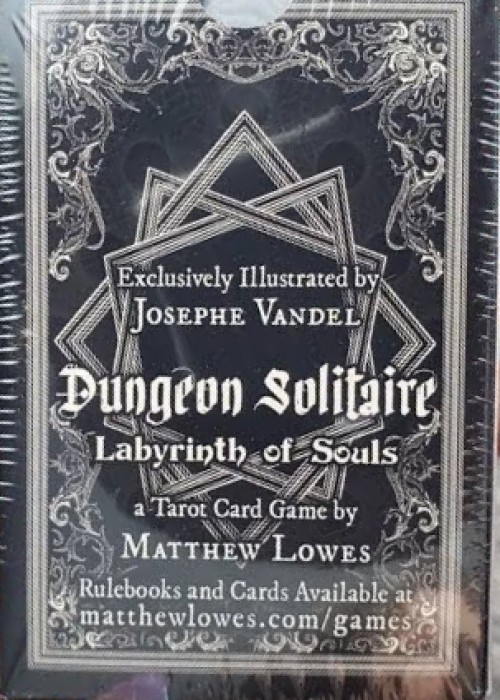 Exclusively Illustrated by
Josephe Vandel
Dungeon Solitaire
Labyrinth of Souls
a Tarot Card Game by
Matthew Lowes
Rulebooks and Cards Available at
matthewlowes.com/games